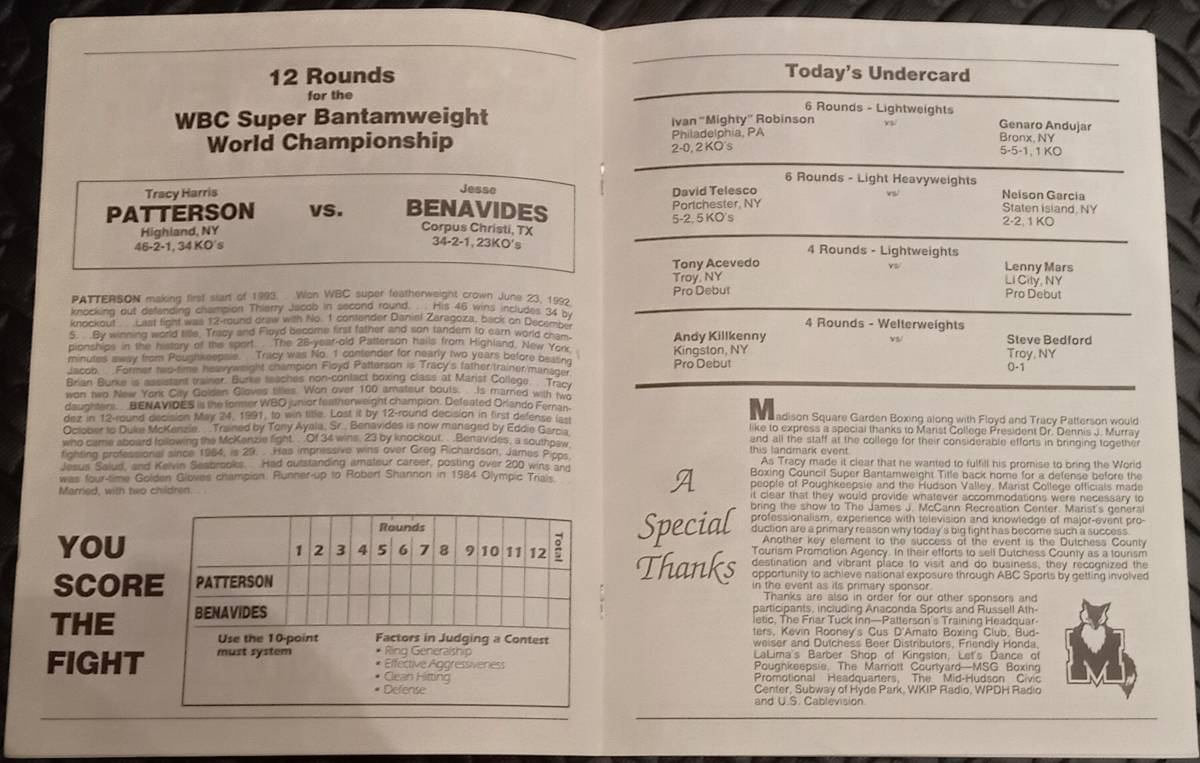 12 Rounds
for the
WBC Super Bantamweight
World Championship
Tracy Harris
PATTERSON
Highland, NY
46-2-1, 34 KO's
vs.
Jesse
BENAVIDES
Corpus Christi, TX
34-2-1, 23KO's
PATTERSON making first start of 1993. . .Won WBC super featherweight crown June 23, 1992,
knocking out defending champion Thierry Jacob in second round. . . His 46 wins includes 34 by
knockout. . .Last fight was 12-round draw with No. 1 contender Daniel Zaragoza, back on December
5. . .By winning world title, Tracy and Floyd become first father and son tandem to earn world cham-
pionships in the history of the sport. . .The 28-year-old Patterson hails from Highland, New York,
minutes away from Poughkeepsie. . .Tracy was No. 1 contender for nearly two years before beating
Jacob. . .Former two-time heavyweight champion Floyd Patterson is Tracy's father/trainer/manager.
Brian Burke is assistant trainer. Burke teaches non-contact boxing class at Marist College. . .Tracy
won two New York City Golden Gloves titles. Won over 100 amateur bouts. . .Is married with two
daughters. . .BENAVIDES is the former WBO junior featherweight champion. Defeated Orlando Fernan-
dez in 12-round decision May 24, 1991, to win title. Lost it by 12-round decision in first defense last
October to Duke McKenzie. . .Trained by Tony Ayala, Sr., Benavides is now managed by Eddie Garcia,
who came aboard following the McKenzie fight. . .Of 34 wins, 23 by knockout. . .Benavides, a southpaw,
fighting professional since 1984, is 29. . .Has impressive wins over Greg Richardson, James Pipps,
Jesus Salud, and Kelvin Seabrooks. . .Had outstanding amateur career, posting over 200 wins and
was four-time Golden Gloves champion. Runner-up to Robert Shannon in 1984 Olympic Trials. . .
Married, with two children. . .
YOU
SCORE
THE
FIGHT
Rounds
1 2 3 4 5 6 7 8 9 10 11 12 Total
PATTERSON
BENAVIDES
Use the 10-point
must system
Factors in Judging a Contest
• Ring Generalship
• Effective Aggressiveness
• Clean Hitting
• Defense
Today's Undercard
6 Rounds - Lightweights
Ivan "Mighty" Robinson
Philadelphia, PA
2-0, 2 KO's
vs/
Genaro Andujar
Bronx, NY
5-5-1, 1 KO
6 Rounds - Light Heavyweights
David Telesco
Portchester, NY
5-2, 5 KO's
vs/
Nelson Garcia
Staten island, NY
2-2, 1 KO
4 Rounds - Lightweights
Tony Acevedo
Troy, NY
Pro Debut
vs/
Lenny Mars
LI City, NY
Pro Debut
4 Rounds - Welterweights
Andy Killkenny
Kingston, NY
Pro Debut
vs/
Steve Bedford
Troy, NY
0-1
A
Special
Thanks
Madison Square Garden Boxing along with Floyd and Tracy Patterson would
like to express a special thanks to Marist College President Dr. Dennis J. Murray
and all the staff at the college for their considerable efforts in bringing together
this landmark event.
As Tracy made it clear that he wanted to fulfill his promise to bring the World
Boxing Council Super Bantamweight Title back home for a defense before the
people of Poughkeepsie and the Hudson Valley, Marist College officials made
it clear that they would provide whatever accommodations were necessary to
bring the show to The James J. McCann Recreation Center. Marist's general
professionalism, experience with television and knowledge of major-event pro-
duction are a primary reason why today's big fight has become such a success.
Another key element to the success of the event is the Dutchess County
Tourism Promotion Agency. In their efforts to sell Dutchess County as a tourism
destination and vibrant place to visit and do business, they recognized the
opportunity to achieve national exposure through ABC Sports by getting involved
in the event as its primary sponsor.
Thanks are also in order for our other sponsors and
participants, including Anaconda Sports and Russell Ath-
letic, The Friar Tuck Inn—Patterson's Training Headquar-
ters, Kevin Rooney's Cus D'Amato Boxing Club, Bud-
weiser and Dutchess Beer Distributors, Friendly Honda,
LaLima's Barber Shop of Kingston, Let's Dance of
Poughkeepsie, The Marriott Courtyard—MSG Boxing
Promotional Headquarters, The Mid-Hudson Civic
Center, Subway of Hyde Park, WKIP Radio, WPDH Radio
and U.S. Cablevision.
M